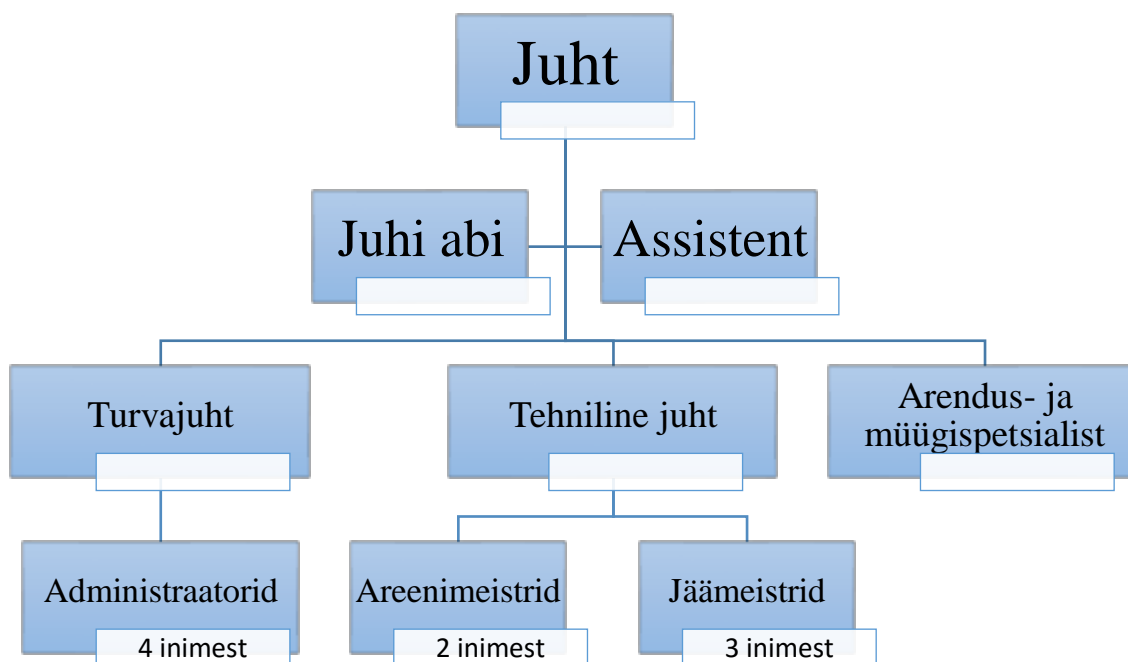 Juht
Juhi abi
Assistent
Turvajuht
Tehniline juht
Arendus- ja
müügispetsialist
Administraatorid
4 inimest
Areenimeistrid
2 inimest
Jäämeistrid
3 inimest